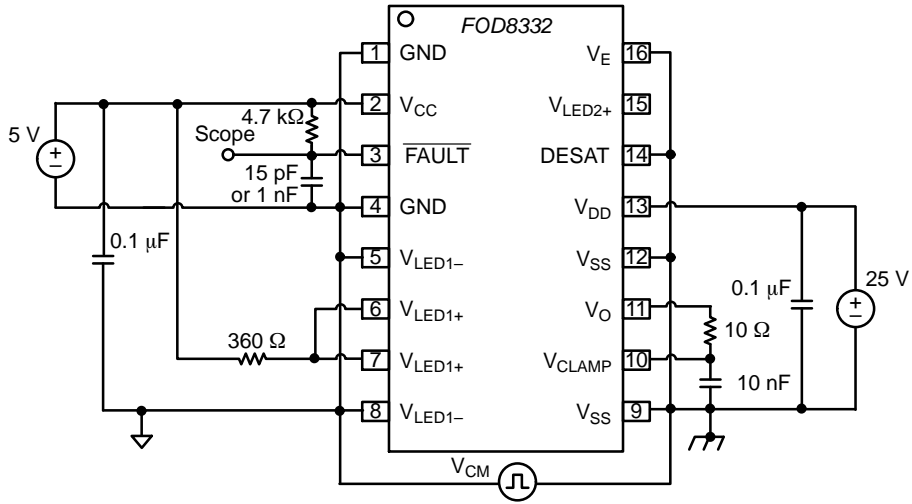 FOD8332
1 GND
2 VCC
3 FAULT
4 GND
5 VLED1–
6 VLED1+
7 VLED1+
8 VLED1–
VE 16
VLED2+ 15
DESAT 14
VDD 13
VSS 12
VO 11
VCLAMP 10
VSS 9
5 V
Scope
4.7 kΩ
15 pF
or 1 nF
0.1 μF
360 Ω
0.1 μF
25 V
10 Ω
10 nF
VCM